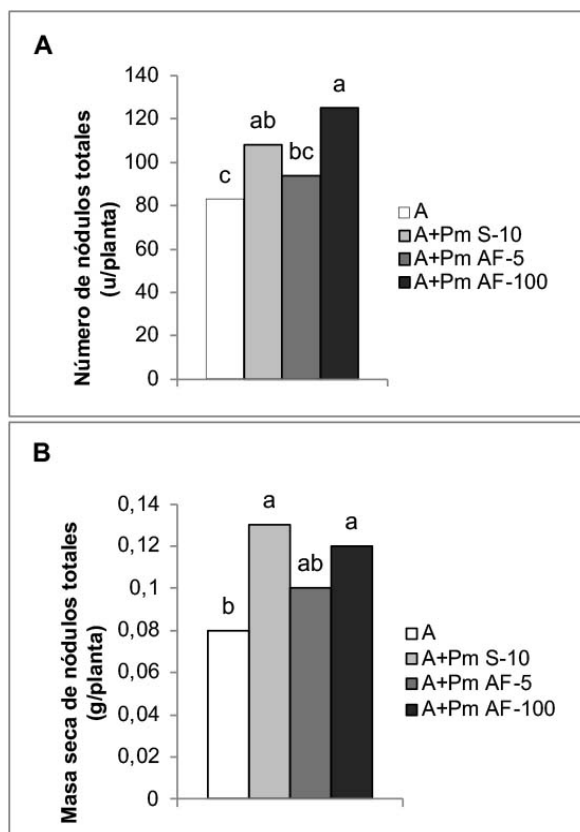 A
Número de nódulos totales
(u/planta)
140
120
100
80
60
40
20
0
c
ab
bc
a
A
A+Pm S-10
A+Pm AF-5
A+Pm AF-100
B
Masa seca de nódulos totales
(g/planta)
0,14
0,12
0,1
0,08
0,06
0,04
0,02
0
b
a
ab
a
A
A+Pm S-10
A+Pm AF-5
A+Pm AF-100